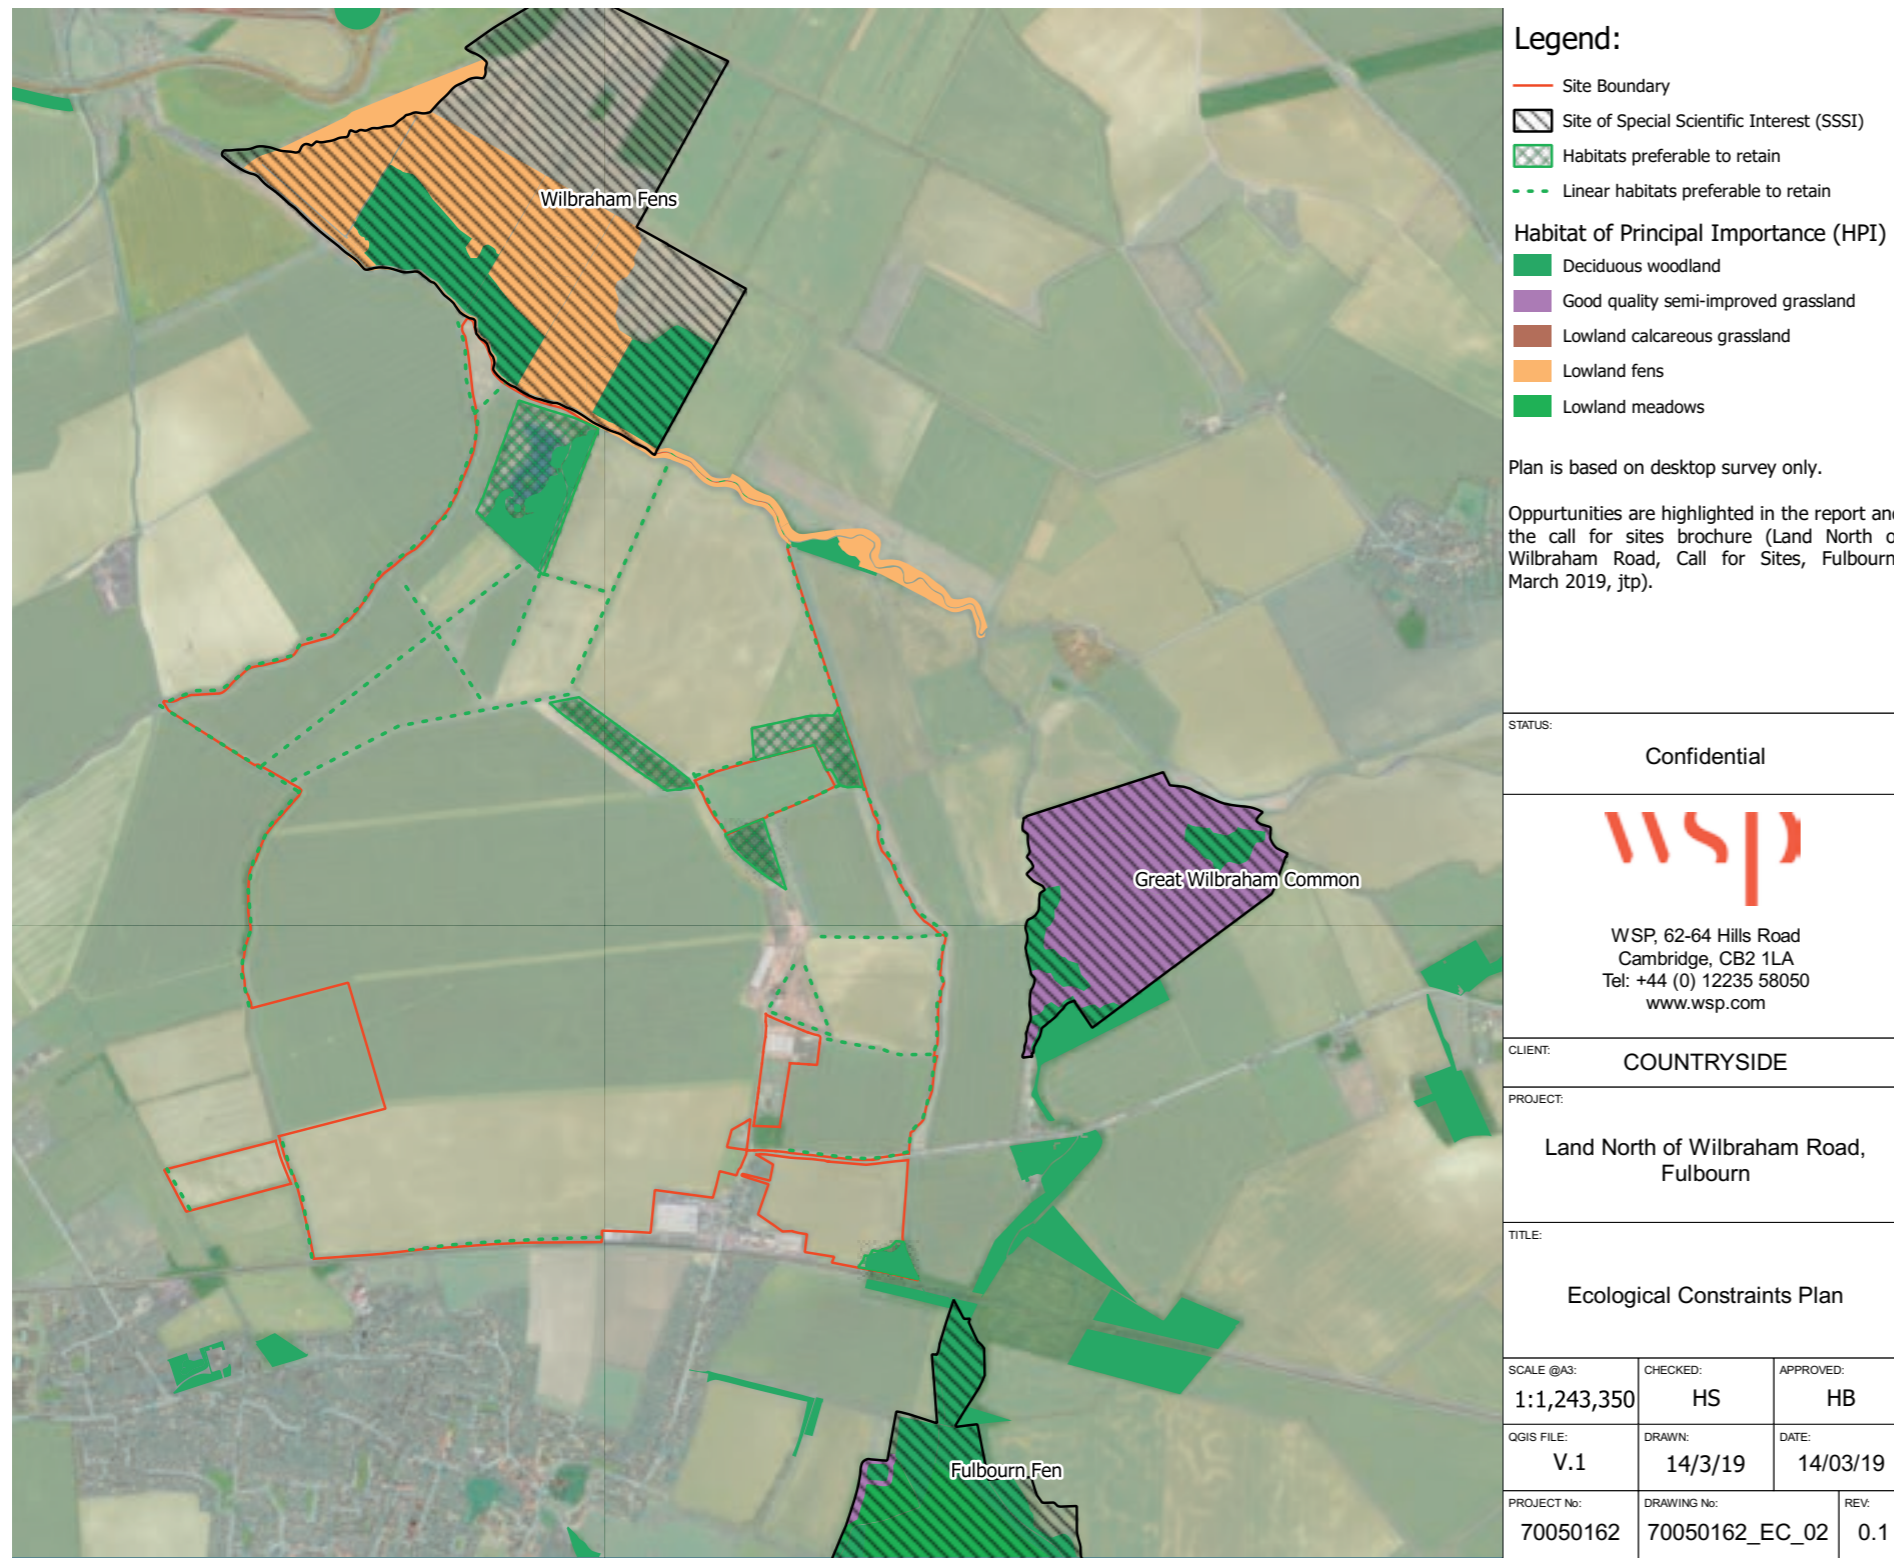 Legend:
Site Boundary
Site of Special Scientific Interest (SSSI)
Habitats preferable to retain
Linear habitats preferable to retain
Habitat of Principal Importance (HPI)
Deciduous woodland
Good quality semi-improved grassland
Lowland calcareous grassland
Lowland fens
Lowland meadows
Plan is based on desktop survey only.
Oppurtunities are highlighted in the report and
the call for sites brochure (Land North o
Wilbraham Road, Call for Sites, Fulbourn
March 2019, jtp).
STATUS:
Confidential
wsp
WSP, 62-64 Hills Road
Cambridge, CB2 1LA
Tel: +44 (0) 12235 58050
www.wsp.com
CLIENT:
COUNTRYSIDE
PROJECT:
Land North of Wilbraham Road,
Fulbourn
TITLE:
Ecological Constraints Plan
SCALE @A3:
1:1,243,350
CHECKED:
HS
APPROVED:
HB
QGIS FILE:
V.1
DRAWN:
14/3/19
DATE:
14/03/19
PROJECT No:
70050162
DRAWING No:
70050162_EC_02
REV:
0.1
Wilbraham Fens
Great Wilbraham Common
Fulbourn Fen